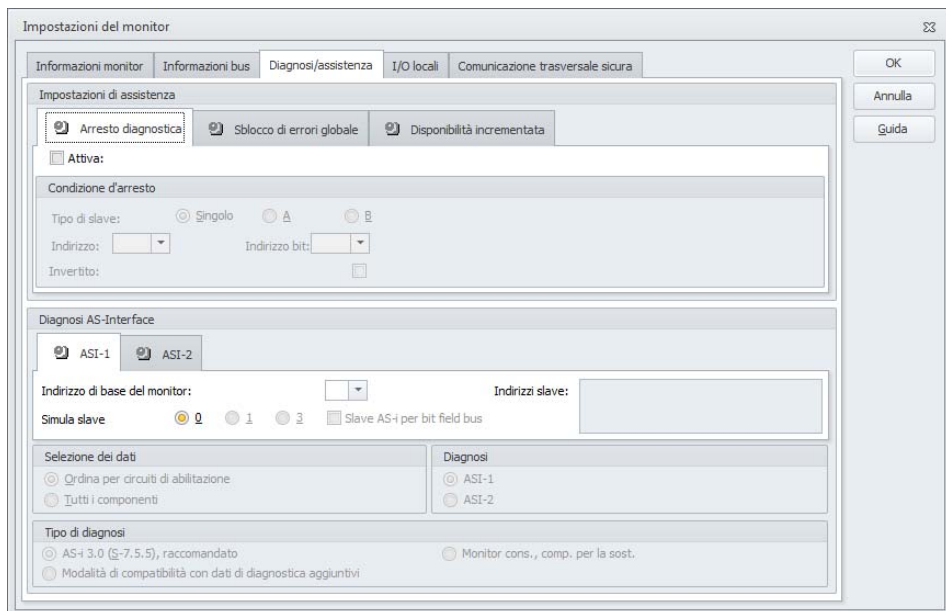 Impostazioni del monitor
Informazioni monitor Informazioni bus Diagnosi/assistenza I/O locali Comunicazione trasversale sicura
OK
Annulla
Guida
Impostazioni di assistenza
Arresto diagnostica Sblocco di errori globale Disponibilità incrementata
Attiva:
Condizione d'arresto
Tipo di slave: Singolo A B
Indirizzo: Indirizzo bit:
Invertito:
Diagnosi AS-Interface
ASI-1 ASI-2
Indirizzo di base del monitor: Indirizzi slave:
Simula slave 0 1 3 Slave AS-i per bit field bus
Selezione dei dati
Ordina per circuiti di abilitazione
Tutti i componenti
Diagnosi
ASI-1
ASI-2
Tipo di diagnosi
AS-i 3.0 (S-7.5.5), raccomandato Monitor cons., comp. per la sost.
Modalità di compatibilità con dati di diagnostica aggiuntivi